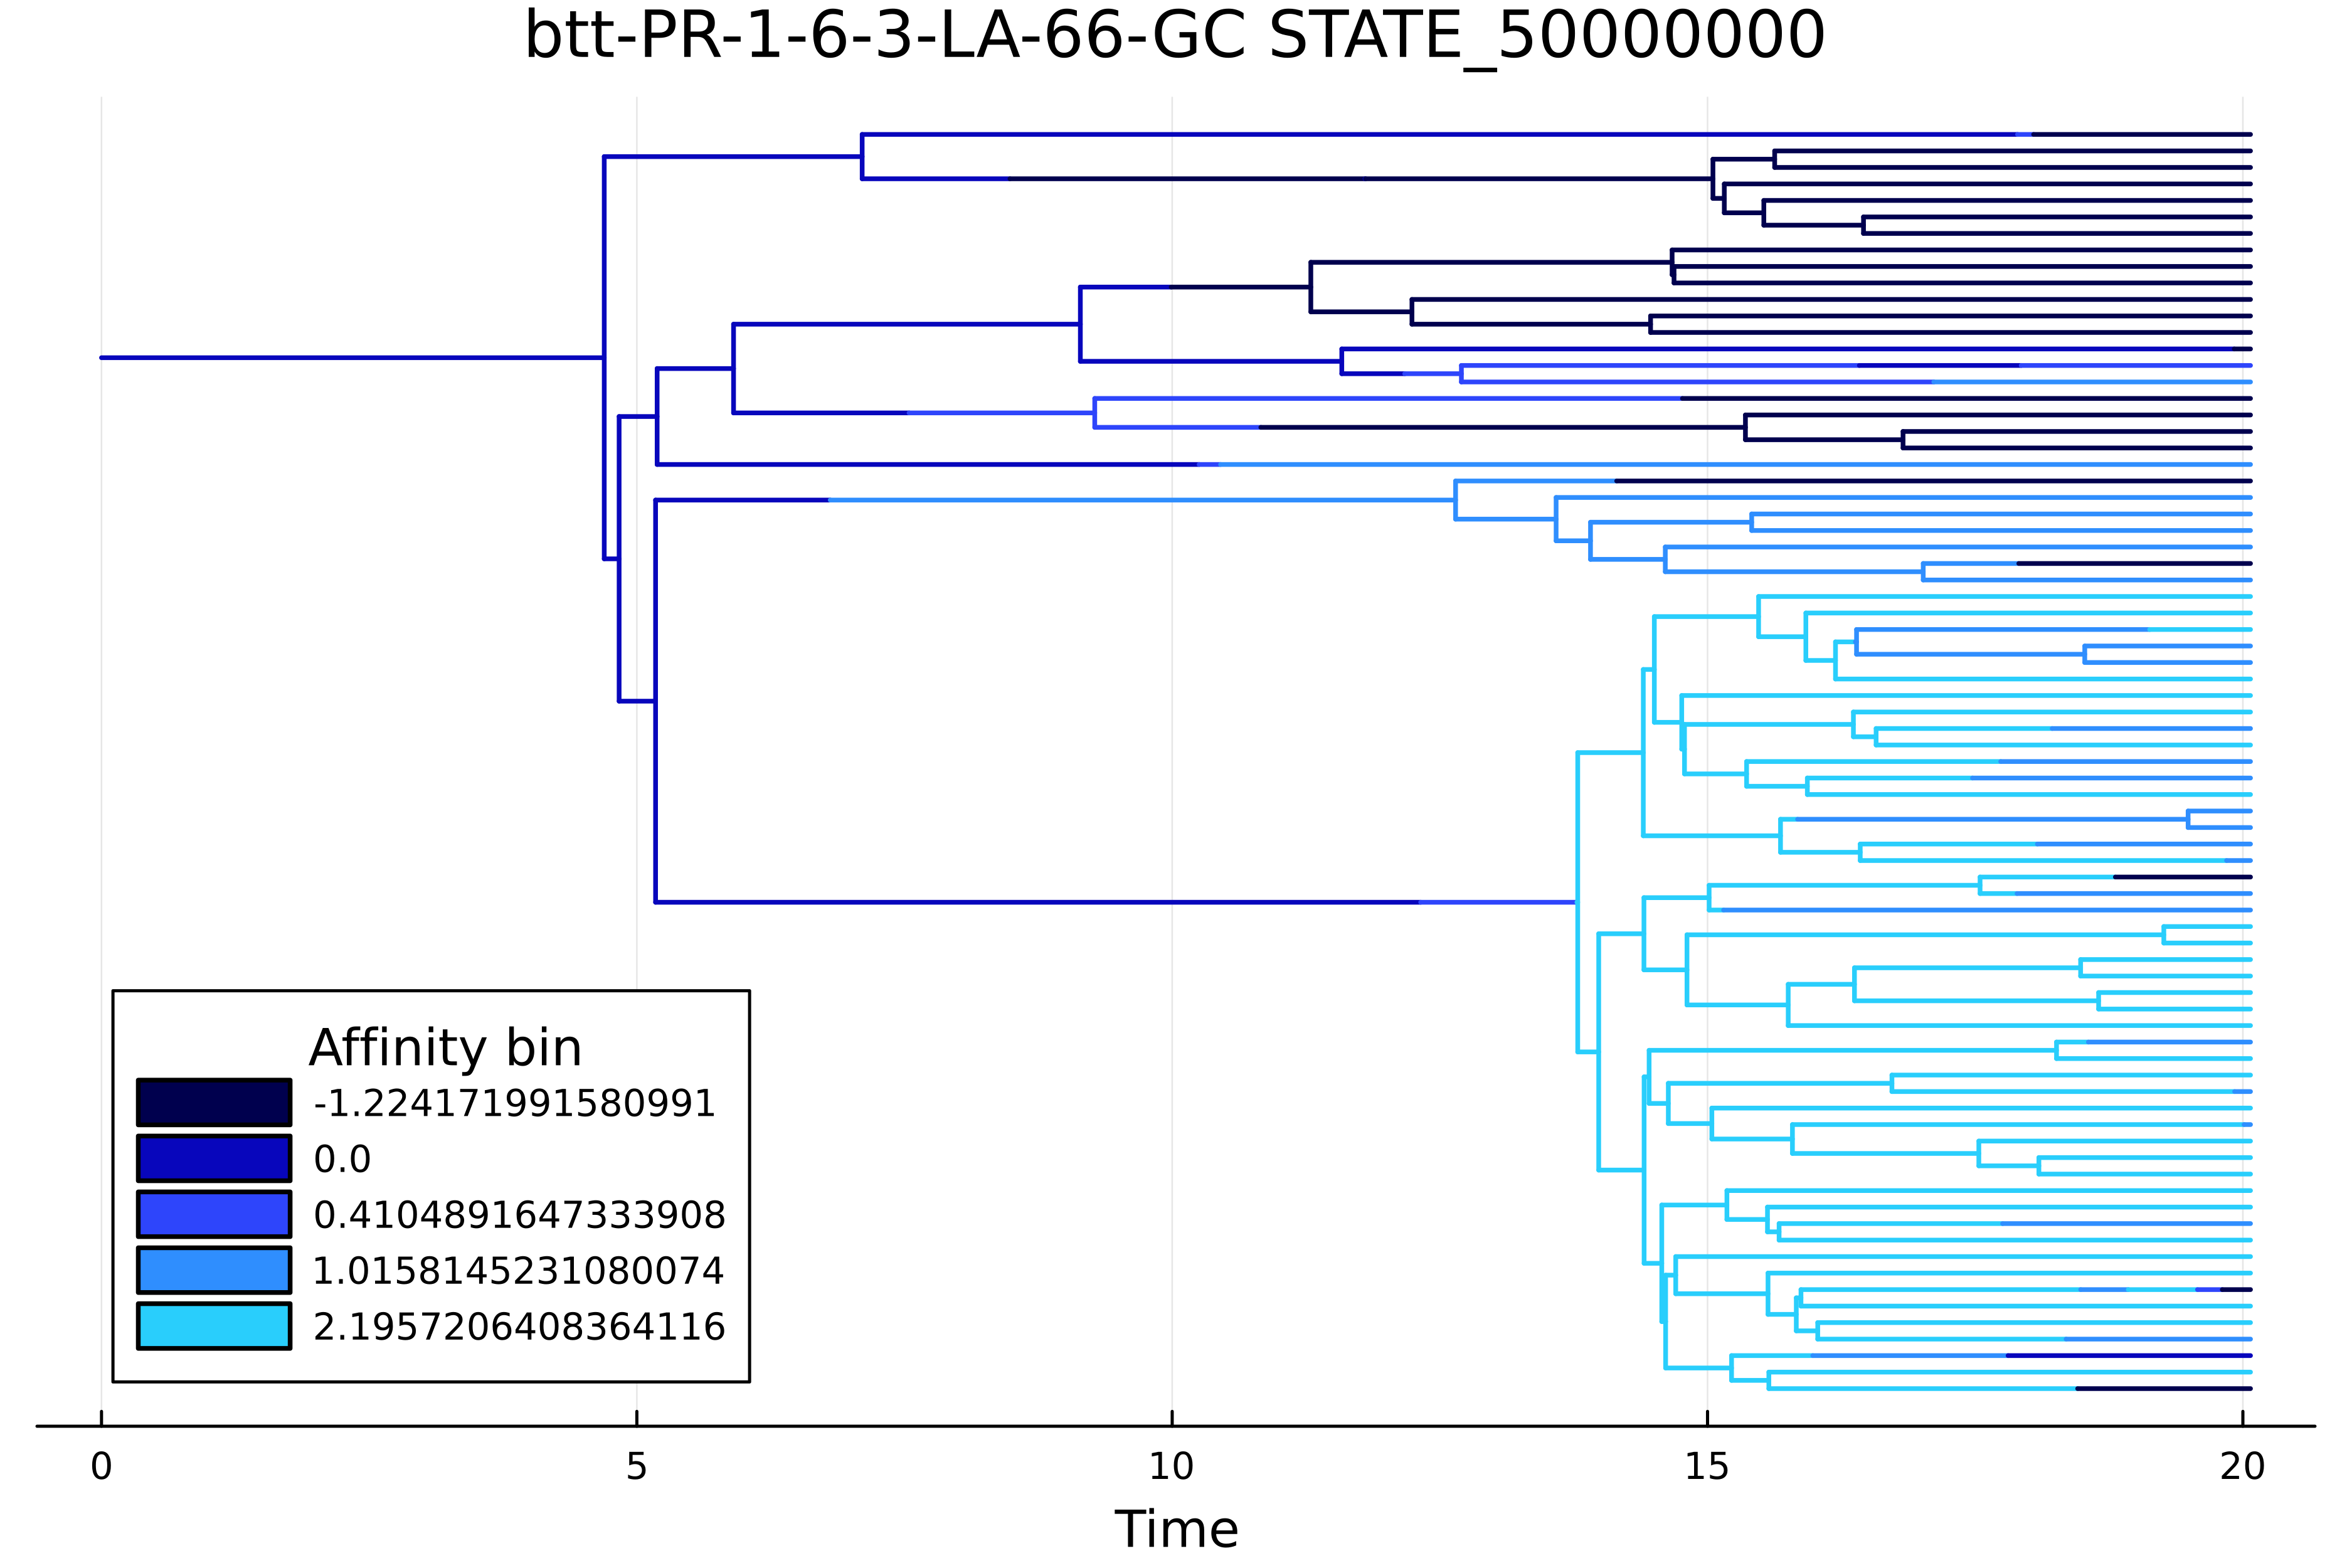 btt-PR-1-6-3-LA-66-GC STATE_50000000
Affinity bin
-1.224171991580991
0.0
0.4104891647333908
1.0158145231080074
2.1957206408364116
0 5 10 15 20
Time